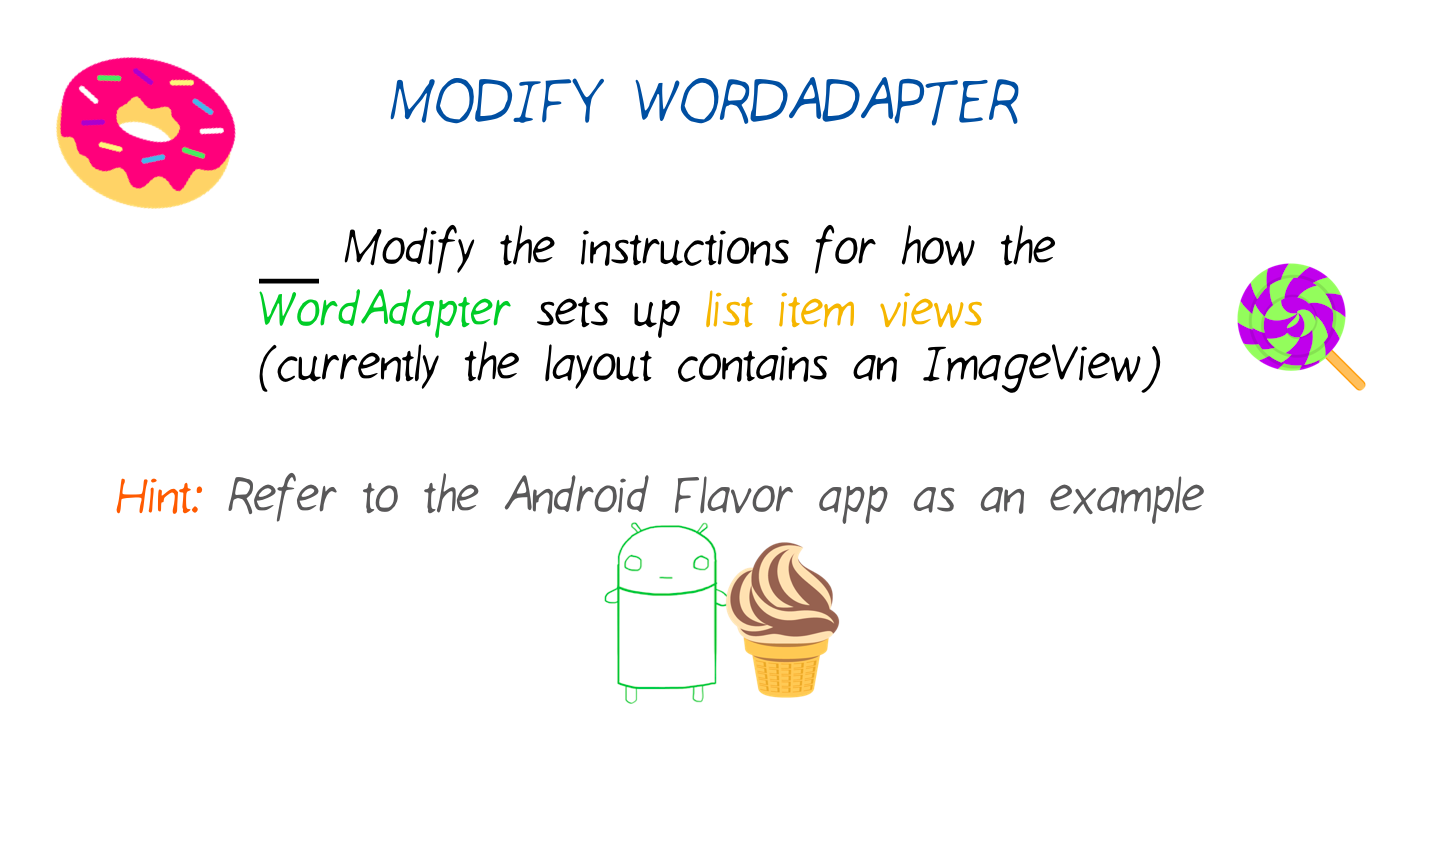 MODIFY WORDADAPTER
__ Modify the instructions for how the
WordAdapter sets up list item views
(currently the layout contains an ImageView)
Hint: Refer to the Android Flavor app as an example